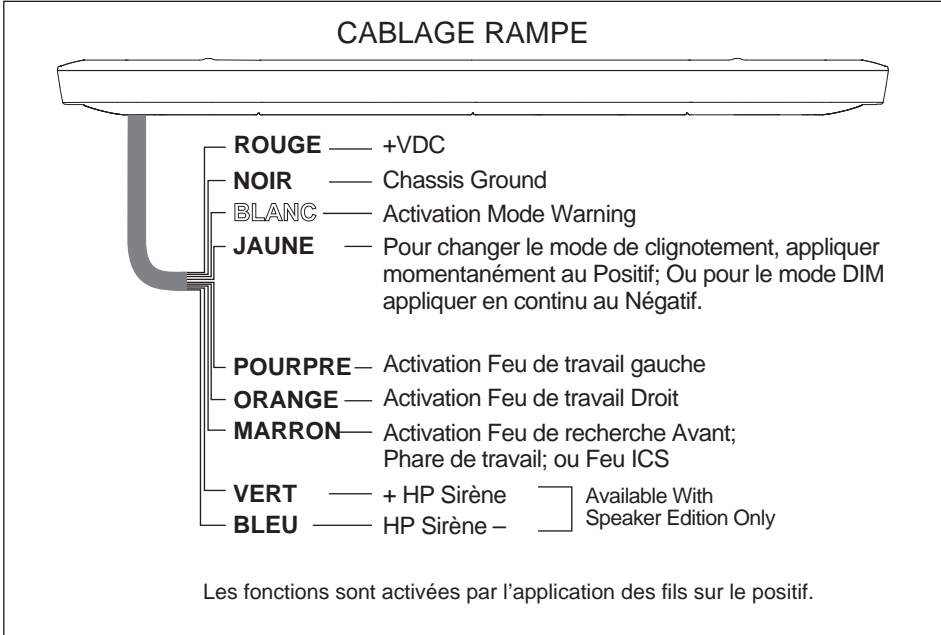 CABLAGE RAMPE
ROUGE +VDC
NOIR Chassis Ground
BLANC Activation Mode Warning
JAUNE Pour changer le mode de clignotement, appliquer
momentanément au Positif; Ou pour le mode DIM
appliquer en continu au Négatif.
POURPRE Activation Feu de travail gauche
ORANGE Activation Feu de travail Droit
MARRON Activation Feu de recherche Avant;
Phare de travail; ou Feu ICS
VERT + HP Sirène
BLEU HP Sirène –
Available With
Speaker Edition Only
Les fonctions sont activées par l’application des fils sur le positif.